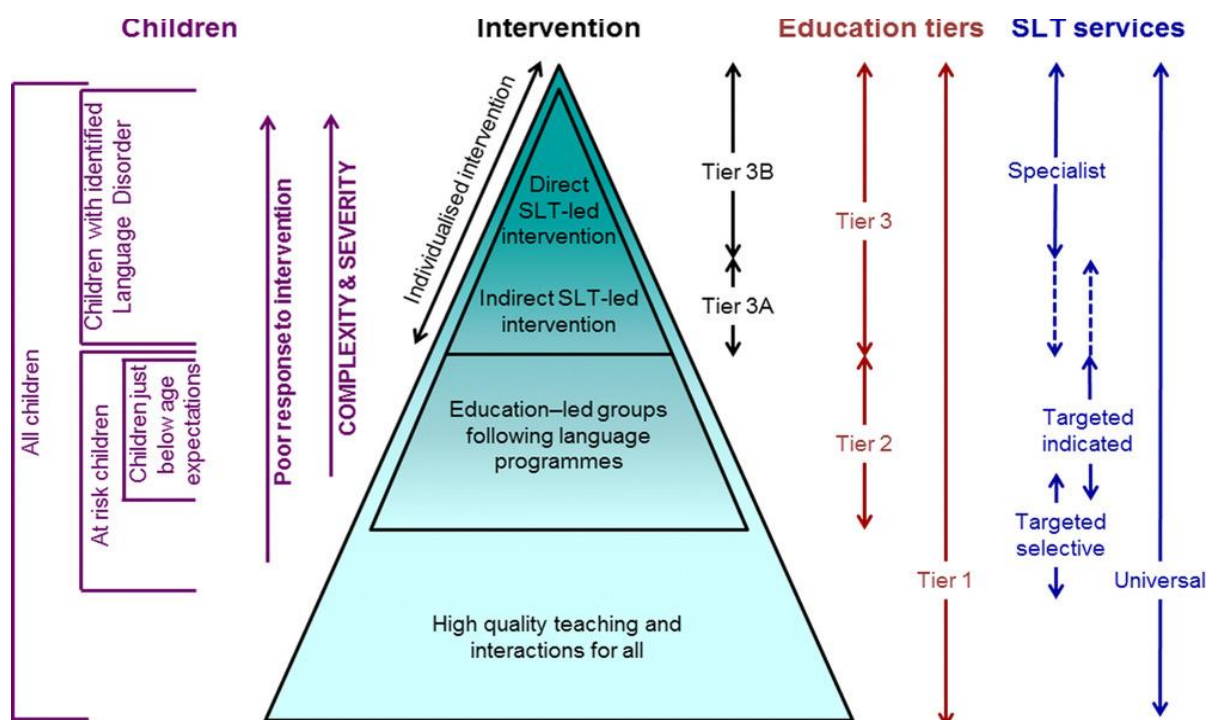 Children
Intervention
Education tiers
SLT services
All children
Children with identified
Language Disorder
At risk children
Children just
below age
expectations
Poor response to intervention
COMPLEXITY & SEVERITY
Individualised intervention
Direct
SLT-led
intervention
Indirect SLT-led
intervention
Education–led groups
following language
programmes
High quality teaching and
interactions for all
Tier 3B
Tier 3A
Tier 3
Tier 2
Tier 1
Specialist
Targeted
indicated
Targeted
selective
Universal